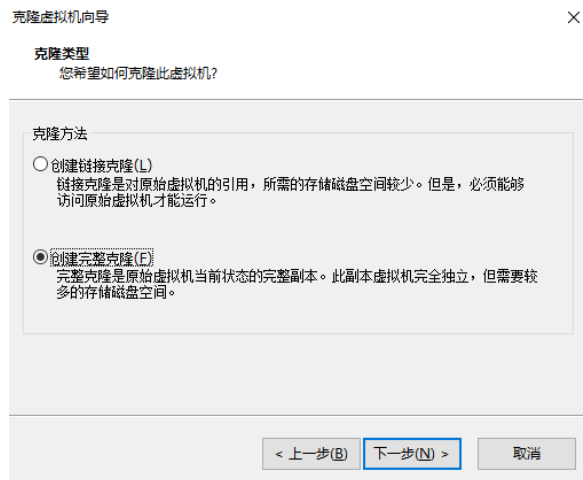 克隆虚拟机向导
克隆类型
您希望如何克隆此虚拟机?
克隆方法
创建链接克隆(L)
链接克隆是对原始虚拟机的引用，所需的存储磁盘空间较少。但是，必须能够
访问原始虚拟机才能运行。
创建完整克隆(F)
完整克隆是原始虚拟机当前状态的完整副本。此副本虚拟机完全独立，但需要较
多的存储磁盘空间。
< 上一步(B) 下一步(N) > 取消